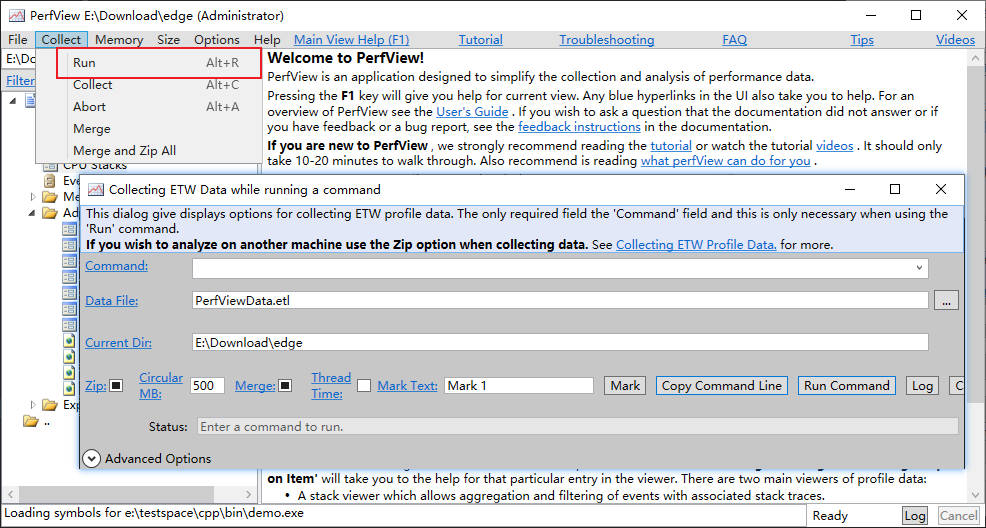 PerfView E:\Download\edge (Administrator)
File Collect Memory Size Options Help Main View Help (F1) Tutorial Troubleshooting FAQ Tips Videos
Run Alt+R
Collect Alt+C
Abort Alt+A
Merge
Merge and Zip All
Filter
CPU Stacks
Welcome to PerfView!
PerfView is an application designed to simplify the collection and analysis of performance data.
Pressing the F1 key will give you help for current view. Any blue hyperlinks in the UI also take you to help. For an
overview of PerfView see the User's Guide . If you wish to ask a question that the documentation did not answer or if
you have feedback or a bug report, see the feedback instructions in the documentation.
If you are new to PerfView , we strongly recommend reading the tutorial or watch the tutorial videos . It should only
take 10-20 minutes to walk through. Also recommend is reading what perfView can do for you .
Collecting ETW Data while running a command
This dialog give displays options for collecting ETW profile data. The only required field the 'Command' field and this is only necessary when using the
'Run' command.
If you wish to analyze on another machine use the Zip option when collecting data. See Collecting ETW Profile Data. for more.
Command:
Data File: PerfViewData.etl ...
Current Dir: E:\Download\edge
Zip: Circular MB: 500 Merge: Thread Time: Mark Text: Mark 1 Mark Copy Command Line Run Command Log
Status: Enter a command to run.
Advanced Options
..
on Item' will take you to the help for that particular entry in the viewer. There are two main viewers of profile data:
• A stack viewer which allows aggregation and filtering of events with associated stack traces.
Loading symbols for e:\testspace\cpp\bin\demo.exe Ready Log Cancel